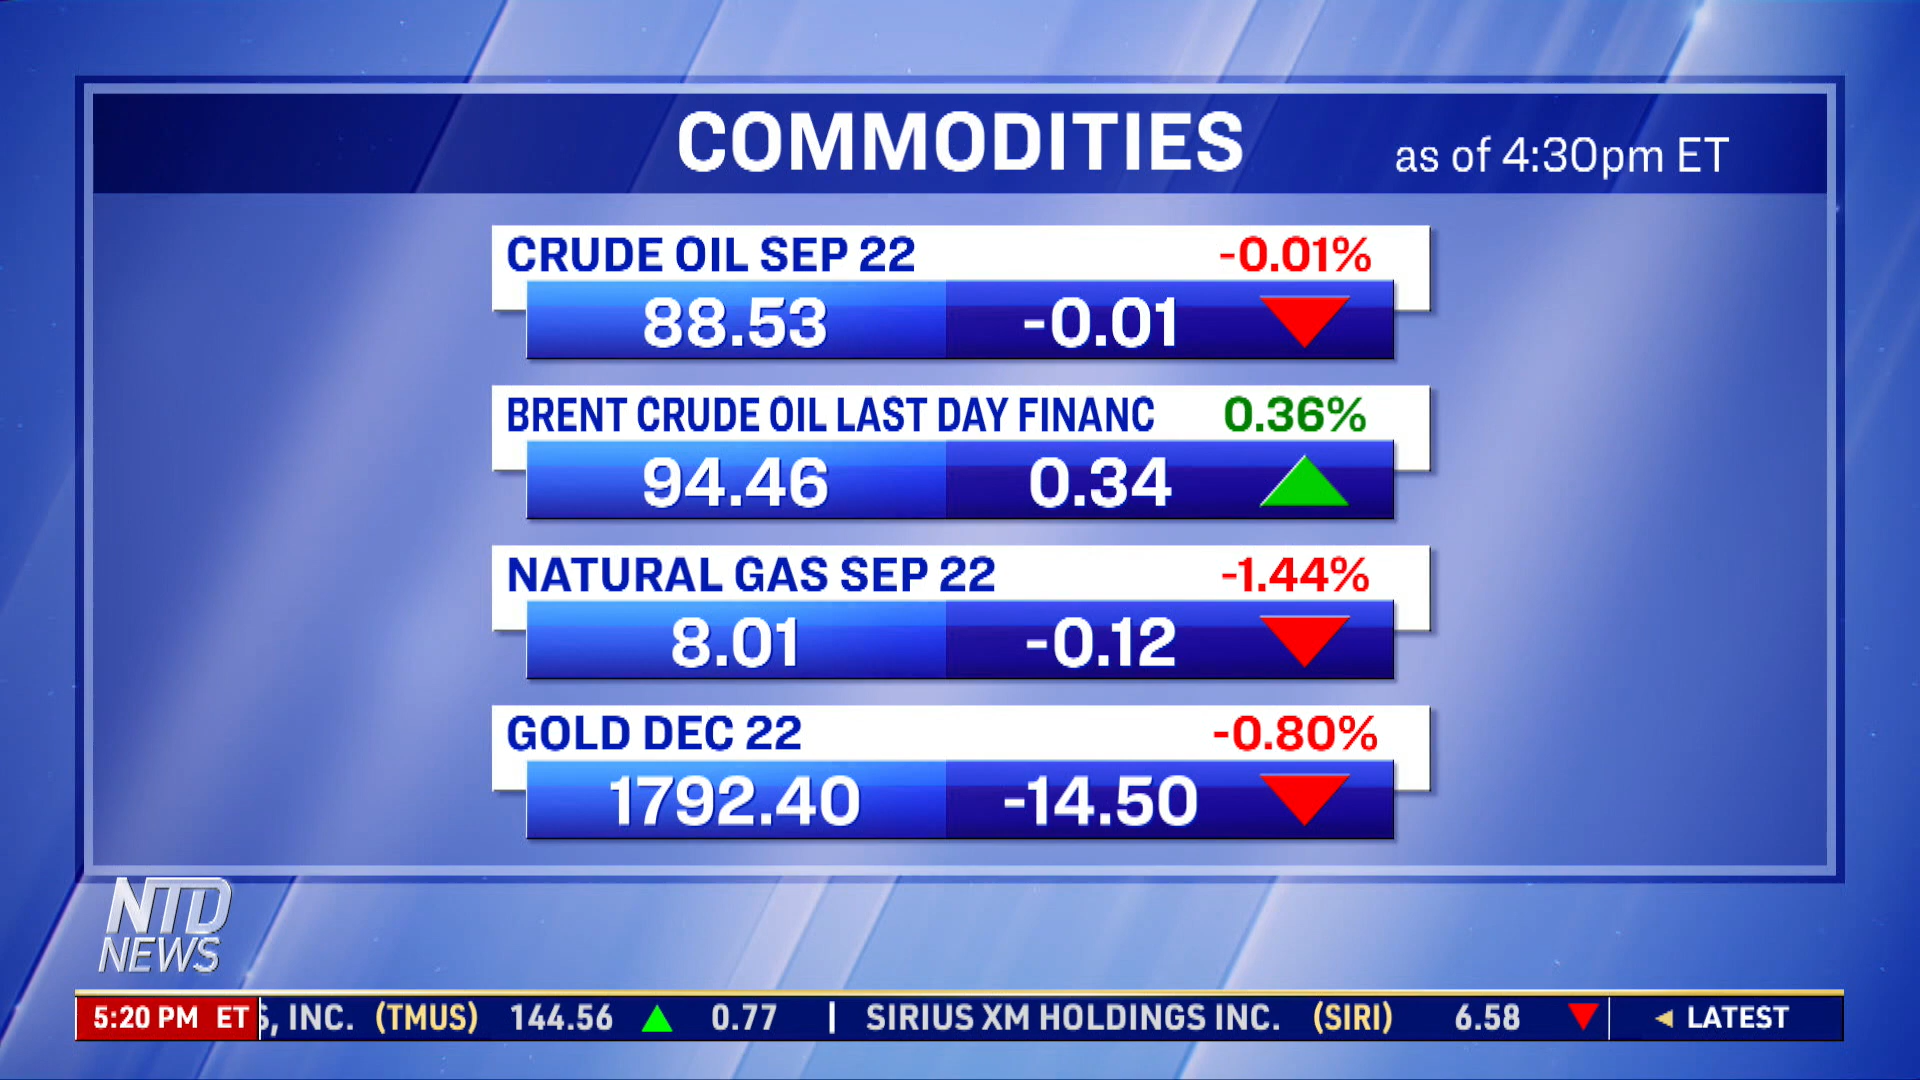 COMMODITIES
as of 4:30pm ET
CRUDE OIL SEP 22 -0.01%
88.53 -0.01
BRENT CRUDE OIL LAST DAY FINANC 0.36%
94.46 0.34
NATURAL GAS SEP 22 -1.44%
8.01 -0.12
GOLD DEC 22 -0.80%
1792.40 -14.50
NTD
NEWS
5:20 PM ET , INC. (TMUS) 144.56 0.77 | SIRIUS XM HOLDINGS INC. (SIRI) 6.58 LATEST